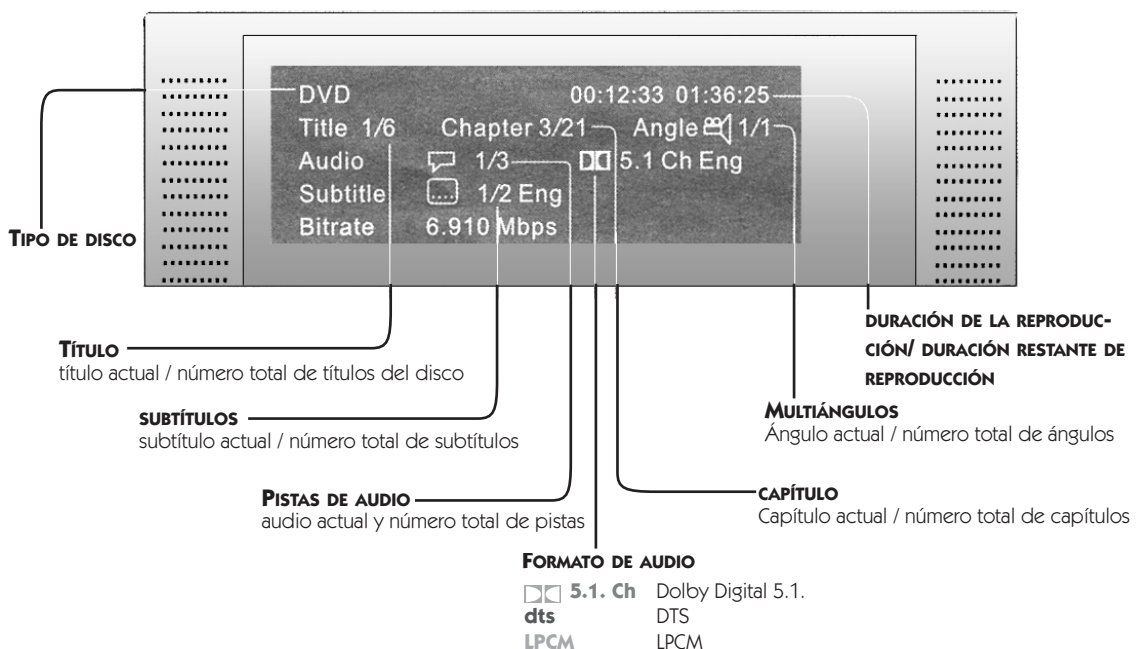 DVD 00:12:33 01:36:25
Title 1/6 Chapter 3/21 Angle 1/1
Audio 1/3 5.1 Ch Eng
Subtitle 1/2 Eng
Bitrate 6.910 Mbps
TIPO DE DISCO
TÍTULO
título actual / número total de títulos del disco
SUBTÍTULOS
subtítulo actual / número total de subtítulos
PISTAS DE AUDIO
audio actual y número total de pistas
FORMATO DE AUDIO
5.1. Ch Dolby Digital 5.1.
dts DTS
LPCM LPCM
DURACIÓN DE LA REPRODUC-
CIÓN/ DURACIÓN RESTANTE DE
REPRODUCCIÓN
MULTIÁNGULOS
Ángulo actual / número total de ángulos
CAPÍTULO
Capítulo actual / número total de capítulos